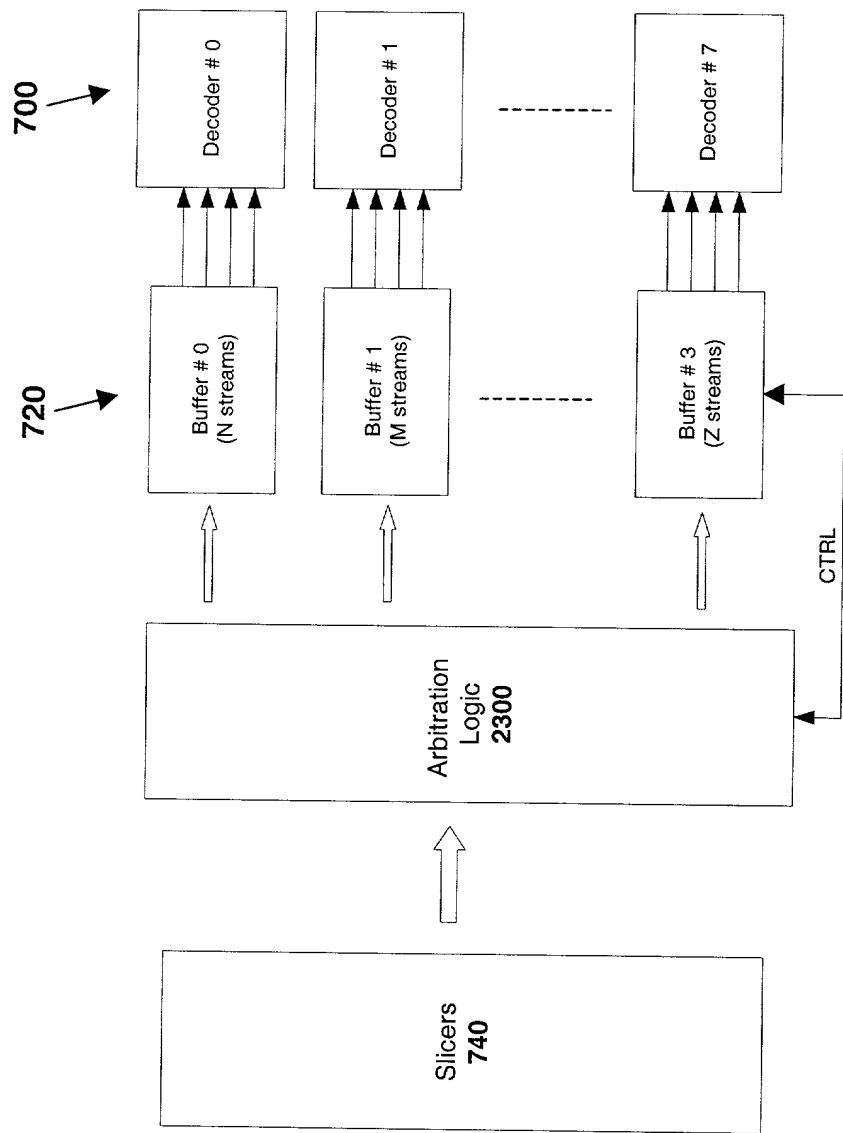 700
Decoder # 0
Decoder # 1
Decoder # 7
720
Buffer # 0
(N streams)
Buffer # 1
(M streams)
Buffer # 3
(Z streams)
CTRL
Arbitration
Logic
2300
Slicers
740